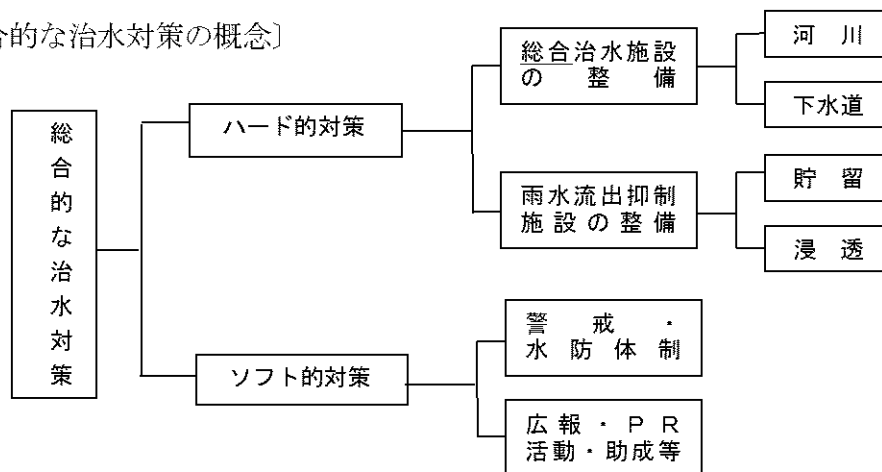 合的な治水対策の概念〕
総合的な治水対策
ハード的対策
総合治水施設
の整備
河川
下水道
雨水流出抑制
施設の整備
貯留
浸透
ソフト的対策
警戒・
水防体制
広報・ＰＲ
活動・助成等